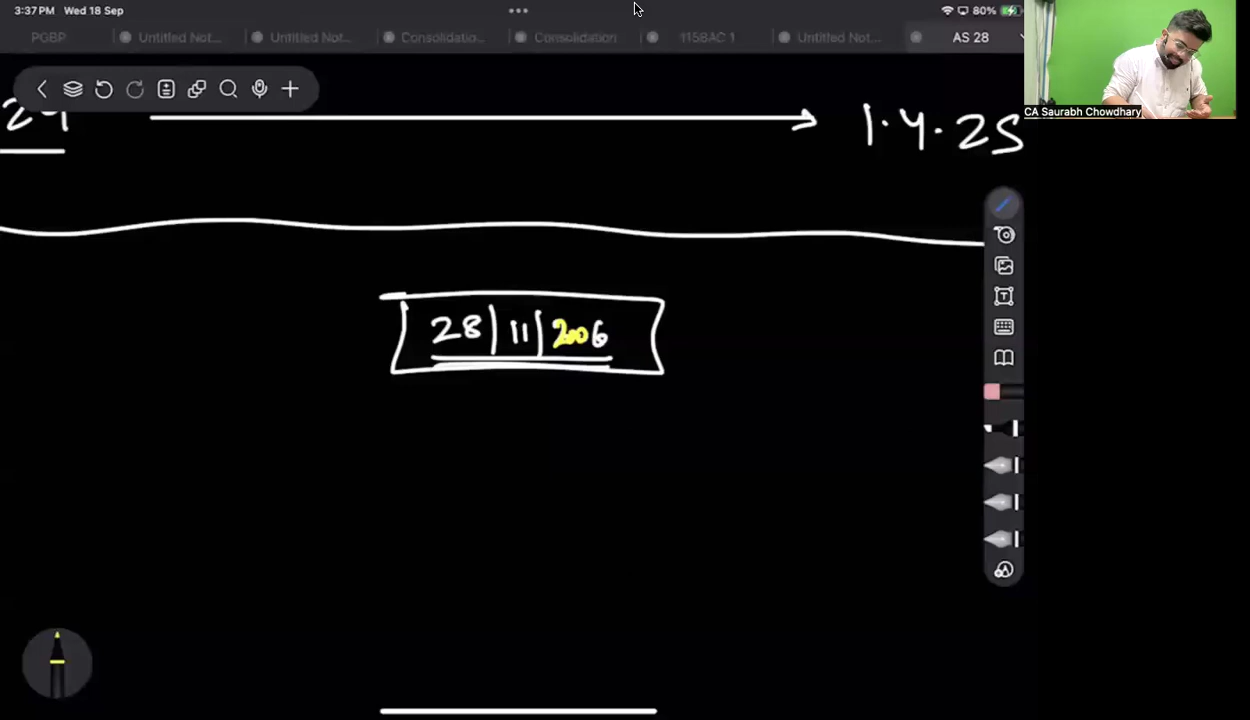 3:37 PM Wed 18 Sep
80%
PGBP
Untitled Not...
Untitled Not...
Consolidatio...
Consolidation
115BAC 1
Untitled Not...
AS 28
CA Saurabh Chowdhary
24
1.4.25
28|11|2006
T